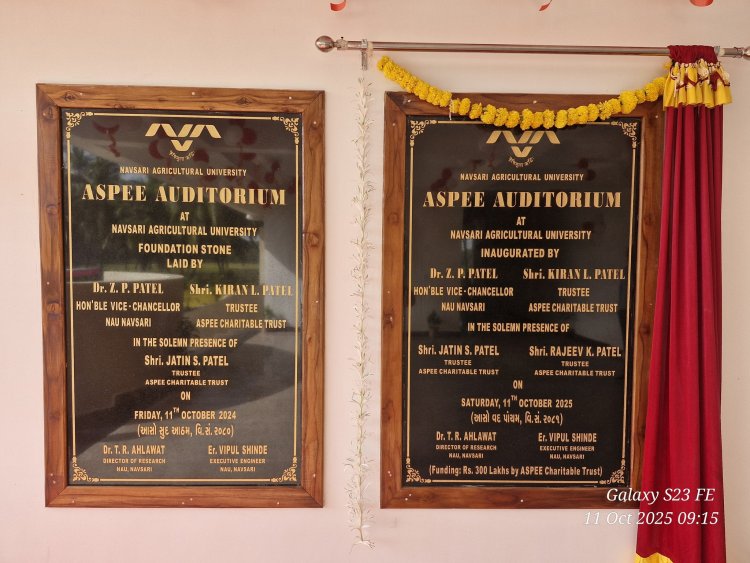 NAVSARI AGRICULTURAL UNIVERSITY
ASPEE AUDITORIUM
AT
NAVSARI AGRICULTURAL UNIVERSITY
FOUNDATION STONE
LAID BY
Dr. Z. P. PATEL
HON'BLE VICE-CHANCELLOR
NAU NAVSARI
Shri. KIRAN L. PATEL
TRUSTEE
ASPEE CHARITABLE TRUST
IN THE SOLEMN PRESENCE OF
Shri. JATIN S. PATEL
TRUSTEE
ASPEE CHARITABLE TRUST
ON
FRIDAY, 11TH OCTOBER 2024
(આસો સુદ આઠમ, વિ.સં. ૨૦૮૦)
Dr. T. R. AHLAWAT
DIRECTOR OF RESEARCH
NAU, NAVSARI
Er. VIPUL SHINDE
EXECUTIVE ENGINEER
NAU, NAVSARI
NAVSARI AGRICULTURAL UNIVERSITY
ASPEE AUDITORIUM
AT
NAVSARI AGRICULTURAL UNIVERSITY
INAUGURATED BY
Dr. Z. P. PATEL
HON'BLE VICE-CHANCELLOR
NAU NAVSARI
Shri. KIRAN L. PATEL
TRUSTEE
ASPEE CHARITABLE TRUST
IN THE SOLEMN PRESENCE OF
Shri. JATIN S. PATEL
TRUSTEE
ASPEE CHARITABLE TRUST
Shri. RAJEEV K. PATEL
TRUSTEE
ASPEE CHARITABLE TRUST
ON
SATURDAY, 11TH OCTOBER 2025
(આસો વદ પાંચમ, વિ.સં. ૨૦૮૧)
Dr. T. R. AHLAWAT
DIRECTOR OF RESEARCH
NAU, NAVSARI
Er. VIPUL SHINDE
EXECUTIVE ENGINEER
NAU, NAVSARI
(Funding: Rs. 300 Lakhs by ASPEE Charitable Trust)
Galaxy S23 FE
11 Oct 2025 09:15